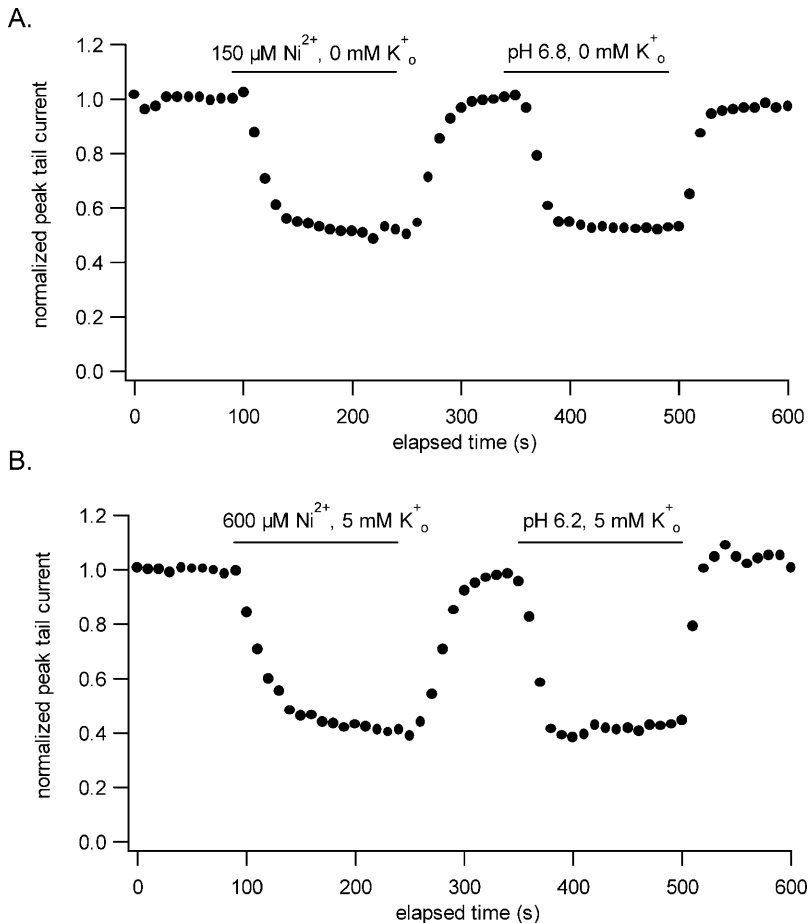 A.
normalized peak tail current
1.2
1.0
0.8
0.6
0.4
0.2
0.0
150 µM Ni2+, 0 mM K+o
pH 6.8, 0 mM K+o
0 100 200 300 400 500 600
elapsed time (s)
B.
normalized peak tail current
1.2
1.0
0.8
0.6
0.4
0.2
0.0
600 µM Ni2+, 5 mM K+o
pH 6.2, 5 mM K+o
0 100 200 300 400 500 600
elapsed time (s)